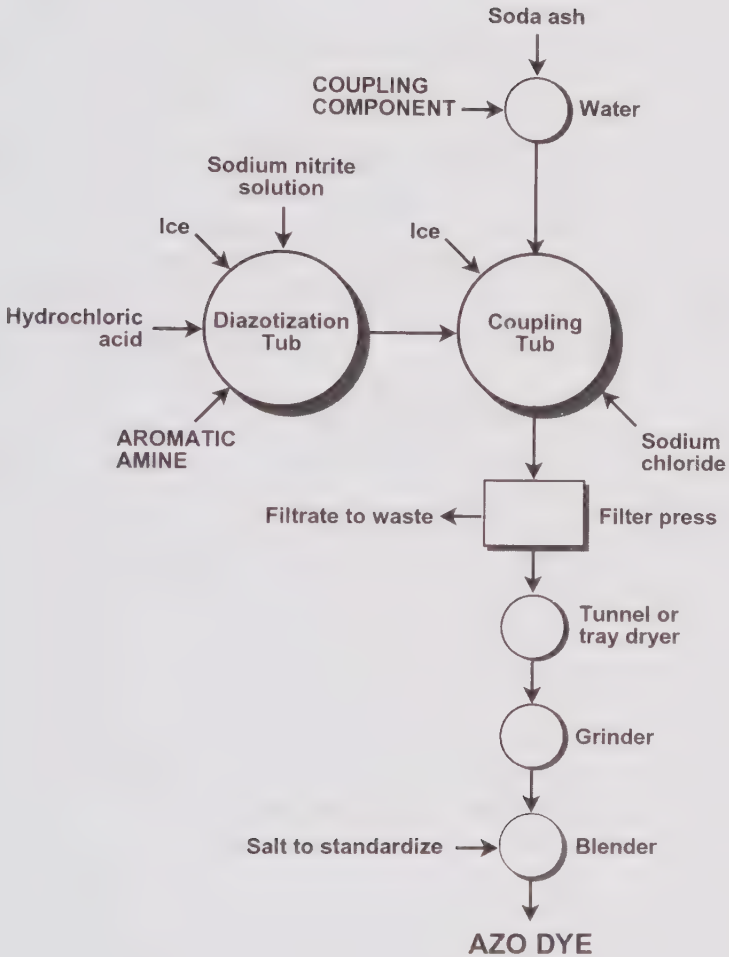 Soda ash
COUPLING
COMPONENT
Water
Sodium nitrite
solution
Ice
Ice
Hydrochloric
acid
Diazotization
Tub
Coupling
Tub
AROMATIC
AMINE
Sodium
chloride
Filtrate to waste
Filter press
Tunnel or
tray dryer
Grinder
Salt to standardize
Blender
AZO DYE